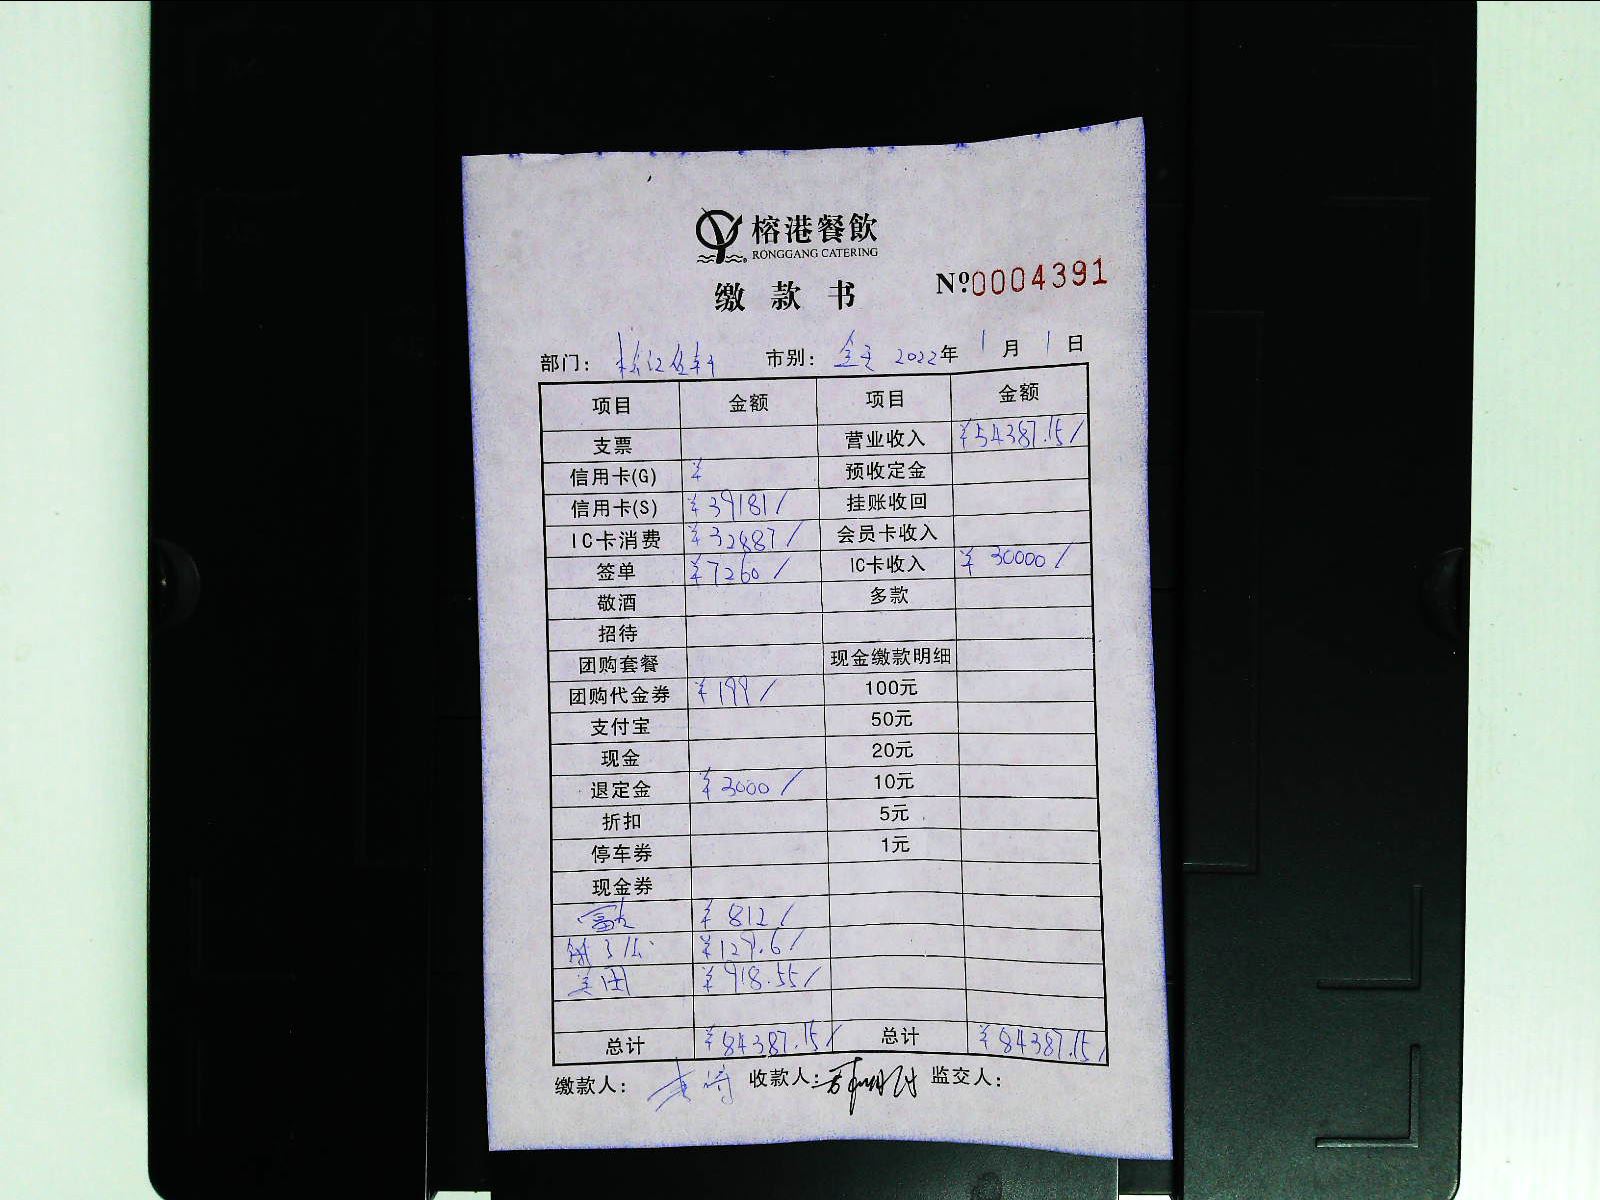 榕港餐飲
RONGGANG CATERING
缴款书
Nº0004391
部门： 市别：全天 2022年 1月 1日
项目 金额 项目 金额
支票 营业收入 ¥54387.15/
信用卡(G) ¥ 预收定金
信用卡(S) ¥39181/ 挂账收回
IC卡消费 ¥32887/ 会员卡收入
签单 ¥7260/ IC卡收入 ¥30000/
敬酒 多款
招待
团购套餐 现金缴款明细
团购代金券 ¥199/ 100元
支付宝 50元
现金 20元
退定金 ¥3000/ 10元
折扣 5元
停车券 1元
现金券
¥812/
饿了么 ¥129.6/
美团 ¥918.55/
总计 ¥84387.15/ 总计 ¥84387.15/
缴款人： 收款人： 监交人：